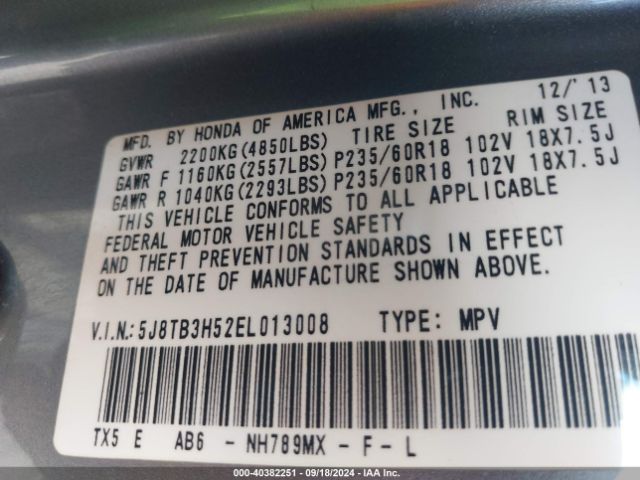 12/'13
MFD. BY HONDA OF AMERICA MFG., INC.
GVWR 2200KG(4850LBS) TIRE SIZE RIM SIZE
GAWR F 1160KG(2557LBS) P235/60R18 102V 18X7.5J
GAWR R 1040KG(2293LBS) P235/60R18 102V 18X7.5J
THIS VEHICLE CONFORMS TO ALL APPLICABLE
FEDERAL MOTOR VEHICLE SAFETY
AND THEFT PREVENTION STANDARDS IN EFFECT
ON THE DATE OF MANUFACTURE SHOWN ABOVE.
V.I.N.:5J8TB3H52EL013008 TYPE: MPV
TX5 E AB6 - NH789MX - F - L
000-40382251 - 09/18/2024 - IAA Inc.